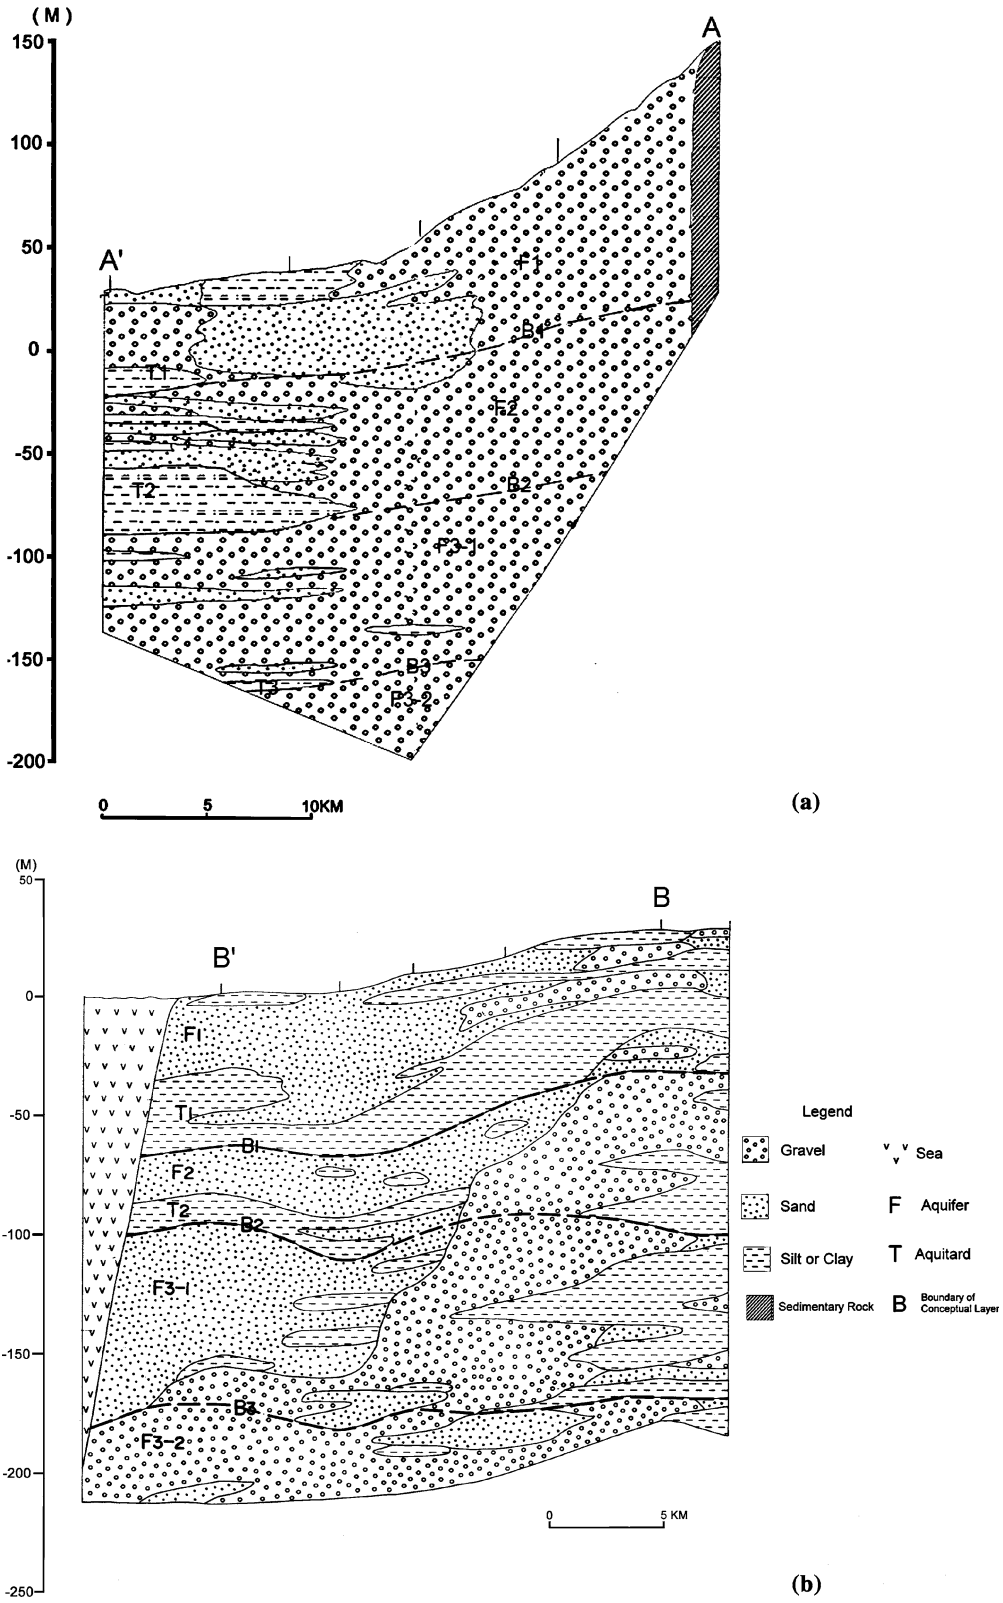 (M)
150
100
50
0
-50
-100
-150
-200
A
A'
F1
B1
T1
F2
B2
T2
F3-1
B3
T3
F3-2
0 5 10KM
(a)
(M)
50
0
-50
-100
-150
-200
-250
B
B'
F1
T1
B1
F2
T2
B2
F3-1
B3
F3-2
0 5 KM
Legend
Gravel
Sea
Sand
F Aquifer
Silt or Clay
T Aquitard
Sedimentary Rock
B Boundary of
Conceptual Layer
(b)